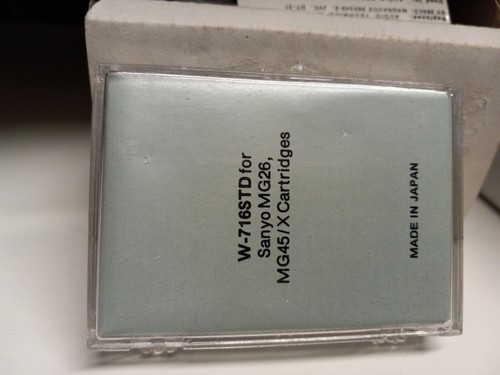 W-716STD for
Sanyo MG26,
MG45/X Cartridges
MADE IN JAPAN